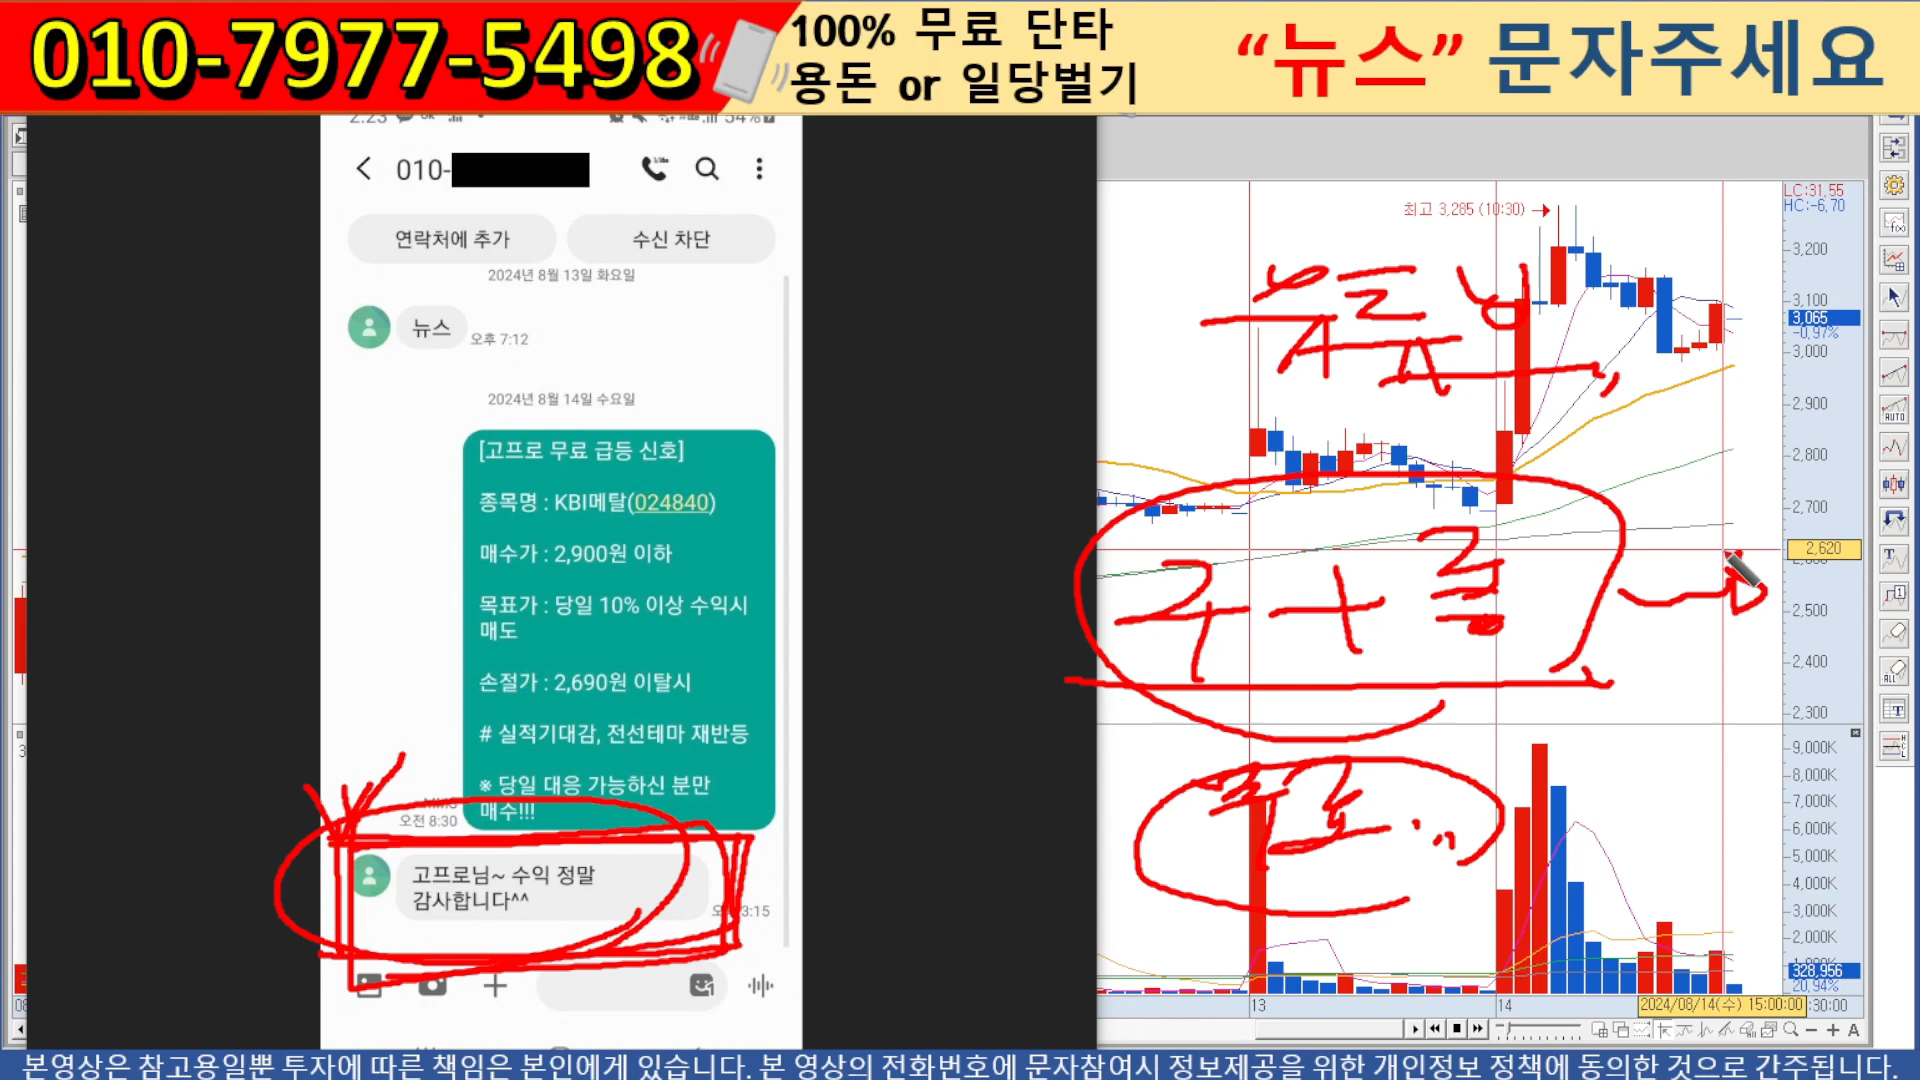 010-7977-5498
100% 무료 단타
용돈 or 일당벌기
“뉴스” 문자주세요
2:23
54%
010-
연락처에 추가
수신 차단
2024년 8월 13일 화요일
뉴스
오후 7:12
2024년 8월 14일 수요일
[고프로 무료 급등 신호]
종목명 : KBI메탈(024840)
매수가 : 2,900원 이하
목표가 : 당일 10% 이상 수익시
매도
손절가 : 2,690원 이탈시
# 실적기대감, 전선테마 재반등
※ 당일 대응 가능하신 분만
매수!!!
오전 8:30
고프로님~ 수익 정말
감사합니다^^
3:15
LC:31,55
HC:-6,70
최고 3,285 (10:30)
3,200
3,100
3,065
-0,97%
3,000
2,900
2,800
2,700
2,620
2,500
2,400
2,300
9,000K
8,000K
7,000K
6,000K
5,000K
4,000K
3,000K
2,000K
328,956
20,94%
13
14
2024/08/14(수) 15:00:00
:30:00
AUTO
ALL
본영상은 참고용일뿐 투자에 따른 책임은 본인에게 있습니다. 본 영상의 전화번호에 문자참여시 정보제공을 위한 개인정보 정책에 동의한 것으로 간주됩니다.